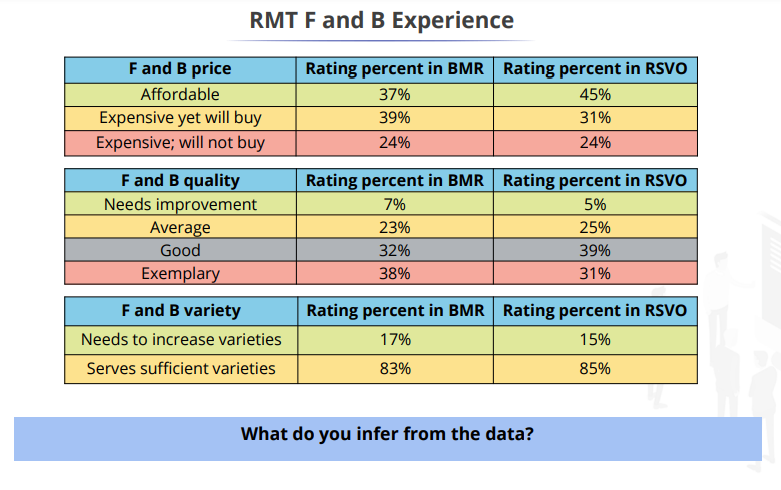 RMT F and B Experience
F and B price Rating percent in BMR Rating percent in RSVO
Affordable 37% 45%
Expensive yet will buy 39% 31%
Expensive; will not buy 24% 24%
F and B quality Rating percent in BMR Rating percent in RSVO
Needs improvement 7% 5%
Average 23% 25%
Good 32% 39%
Exemplary 38% 31%
F and B variety Rating percent in BMR Rating percent in RSVO
Needs to increase varieties 17% 15%
Serves sufficient varieties 83% 85%
What do you infer from the data?